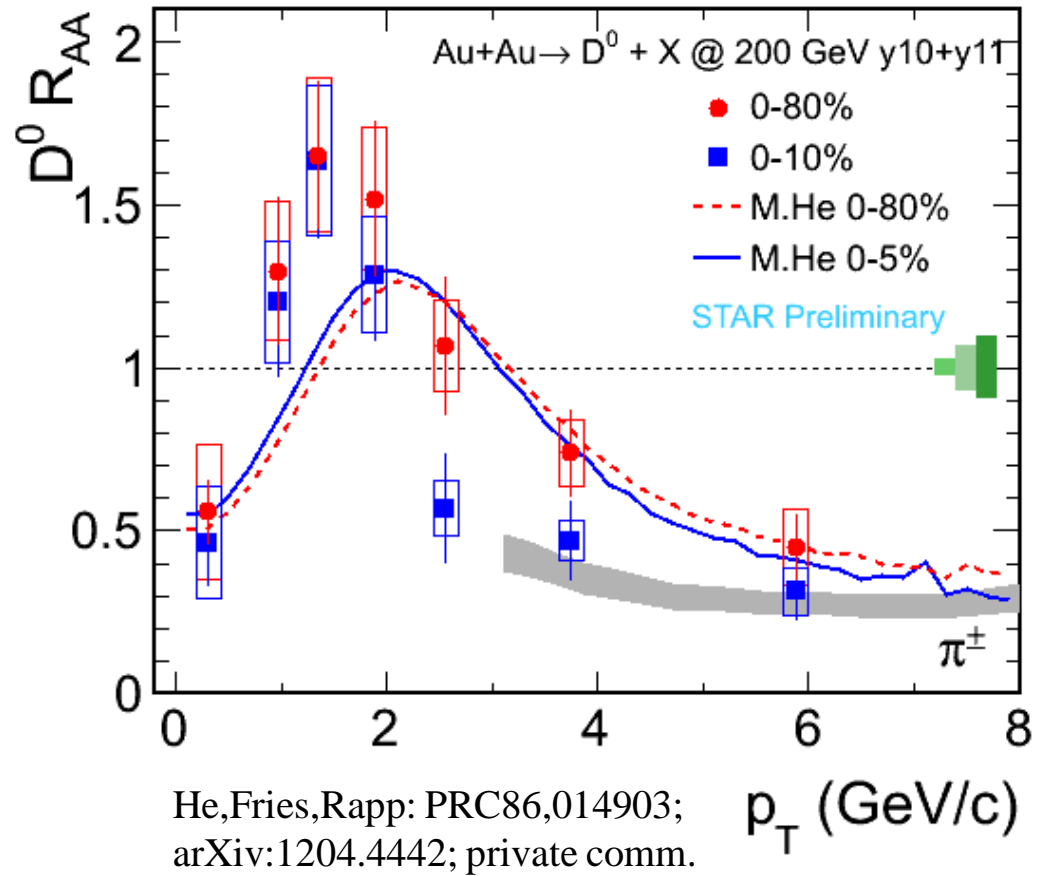 Au+Au→ D⁰ + X @ 200 GeV y10+y11
0-80%
0-10%
M.He 0-80%
M.He 0-5%
STAR Preliminary
π±
D⁰ R_AA
2
1.5
1
0.5
0
0 2 4 6 8
p_T (GeV/c)
He,Fries,Rapp: PRC86,014903;
arXiv:1204.4442; private comm.